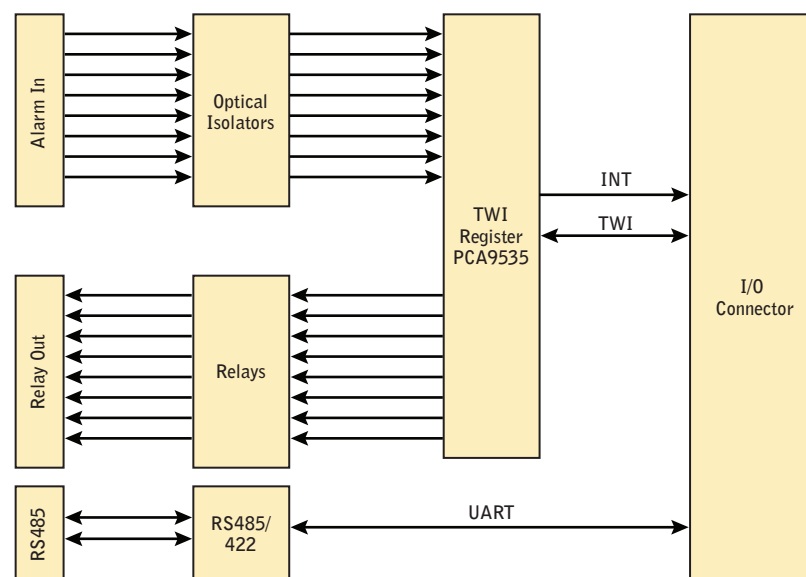 Alarm In
Optical
Isolators
TWI
Register
PCA9535
INT
TWI
I/O
Connector
Relay Out
Relays
RS485
RS485/
422
UART